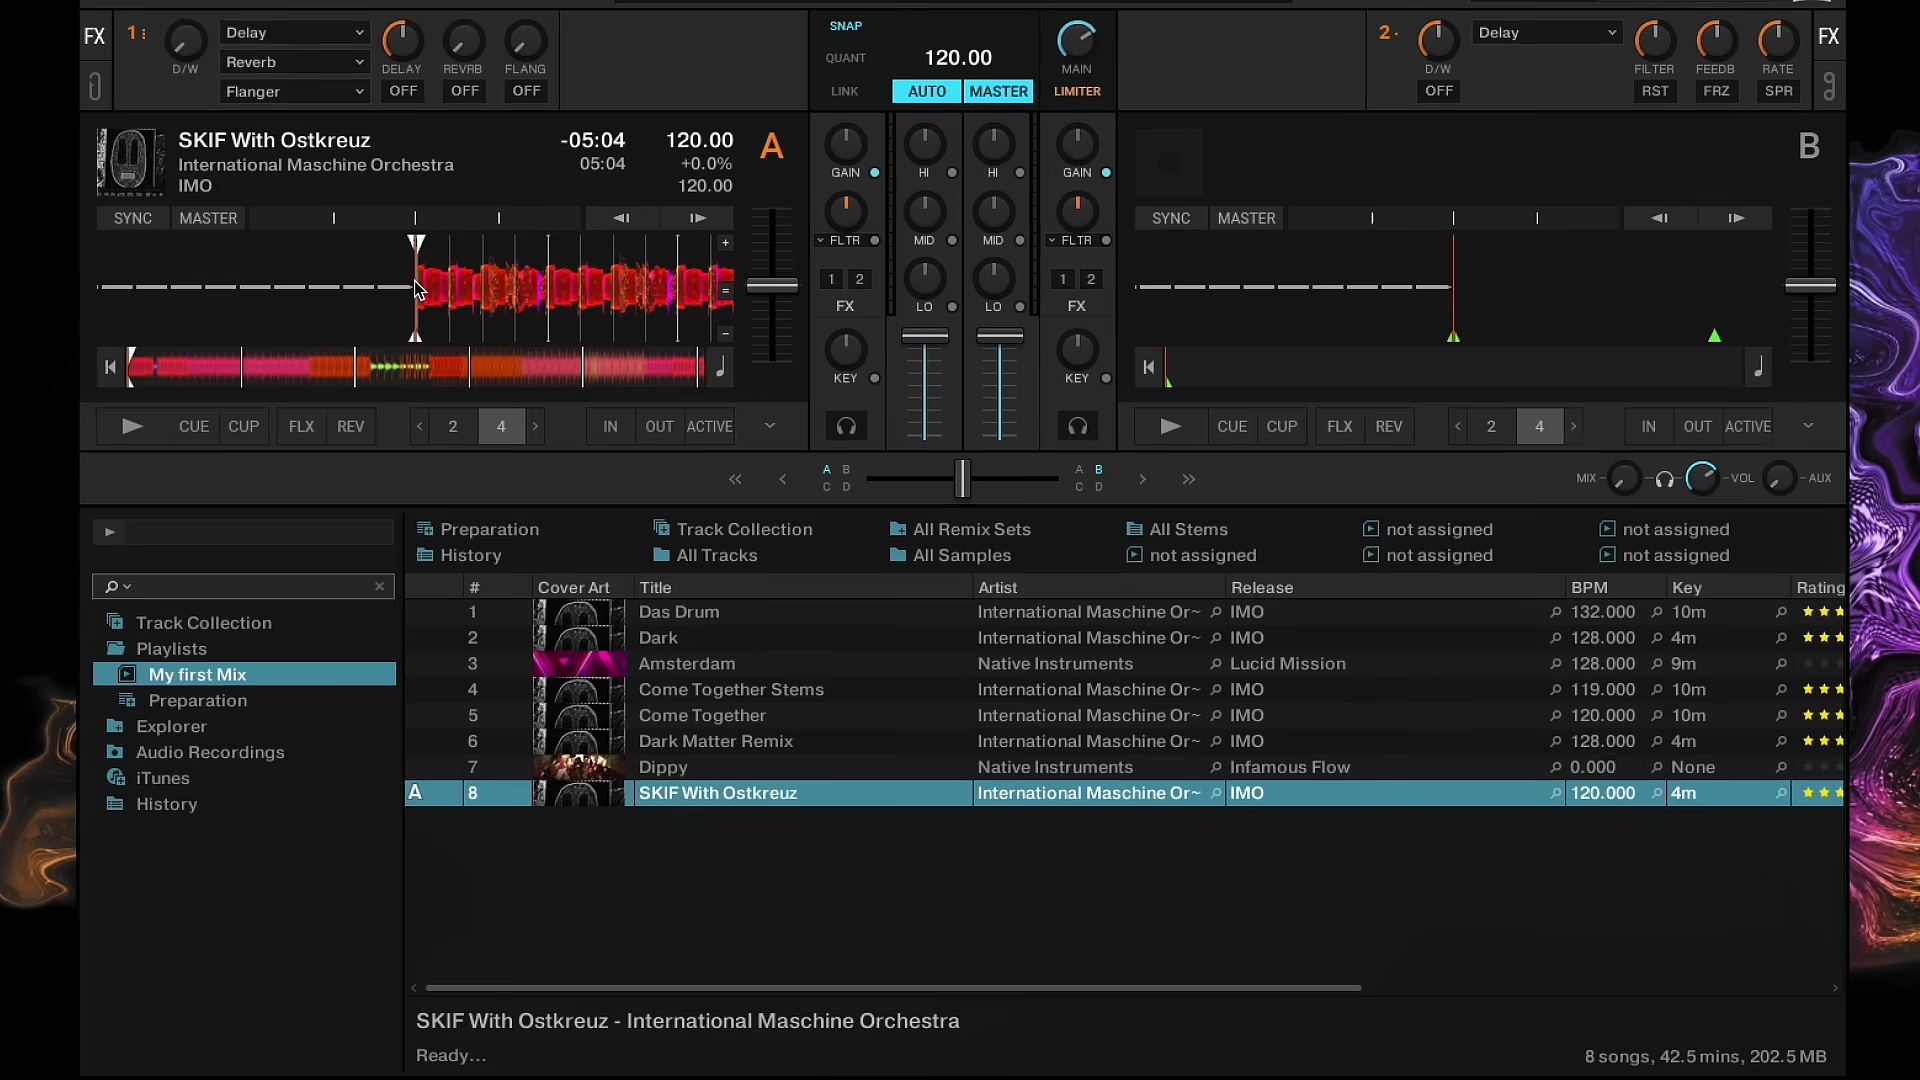 FX 1 D/W Delay DELAY REVRB FLANG
Reverb
Flanger OFF OFF OFF
SNAP
QUANT 120.00 MAIN
LINK AUTO MASTER LIMITER
2 D/W Delay FILTER FEEDB RATE FX
OFF RST FRZ SPR
SKIF With Ostkreuz -05:04 120.00 A
International Maschine Orchestra 05:04 +0.0%
IMO 120.00
SYNC MASTER
GAIN HI HI GAIN
FLTR MID MID FLTR
1 2 1 2
FX LO LO FX
KEY KEY
B
SYNC MASTER
+
=
-
CUE CUP FLX REV 2 4 IN OUT ACTIVE
CUE CUP FLX REV 2 4 IN OUT ACTIVE
A B A B
C D C D
MIX VOL AUX
Preparation Track Collection All Remix Sets All Stems not assigned not assigned
History All Tracks All Samples not assigned not assigned not assigned
Track Collection
Playlists
My first Mix
Preparation
Explorer
Audio Recordings
iTunes
History
# Cover Art Title Artist Release BPM Key Rating
1 Das Drum International Maschine Or~ IMO 132.000 10m
2 Dark International Maschine Or~ IMO 128.000 4m
3 Amsterdam Native Instruments Lucid Mission 128.000 9m
4 Come Together Stems International Maschine Or~ IMO 119.000 10m
5 Come Together International Maschine Or~ IMO 120.000 10m
6 Dark Matter Remix International Maschine Or~ IMO 128.000 4m
7 Dippy Native Instruments Infamous Flow 0.000 None
A 8 SKIF With Ostkreuz International Maschine Or~ IMO 120.000 4m
SKIF With Ostkreuz - International Maschine Orchestra
Ready...
8 songs, 42.5 mins, 202.5 MB